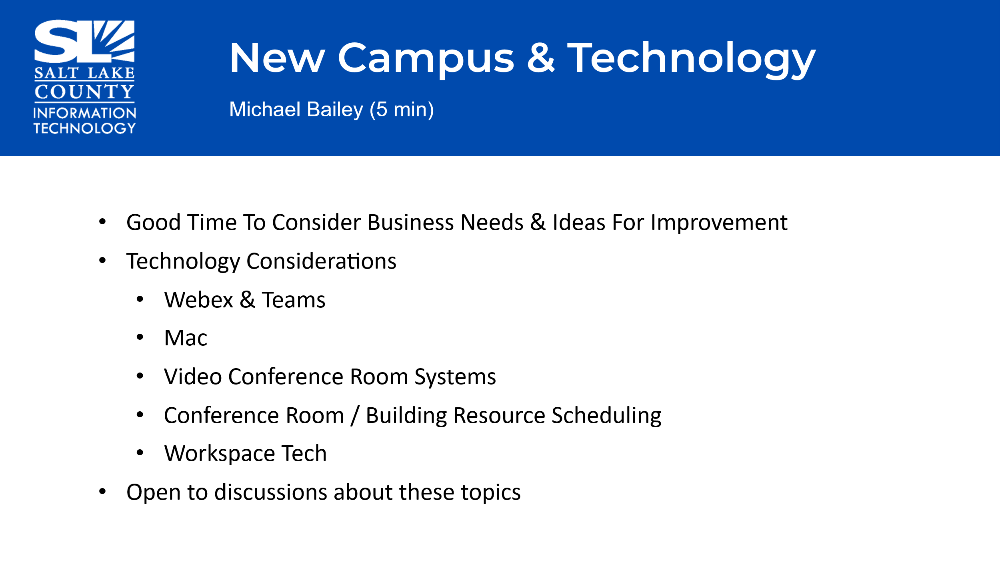 SL
SALT LAKE
COUNTY
INFORMATION
TECHNOLOGY
New Campus & Technology
Michael Bailey (5 min)
• Good Time To Consider Business Needs & Ideas For Improvement
• Technology Considerations
• Webex & Teams
• Mac
• Video Conference Room Systems
• Conference Room / Building Resource Scheduling
• Workspace Tech
• Open to discussions about these topics